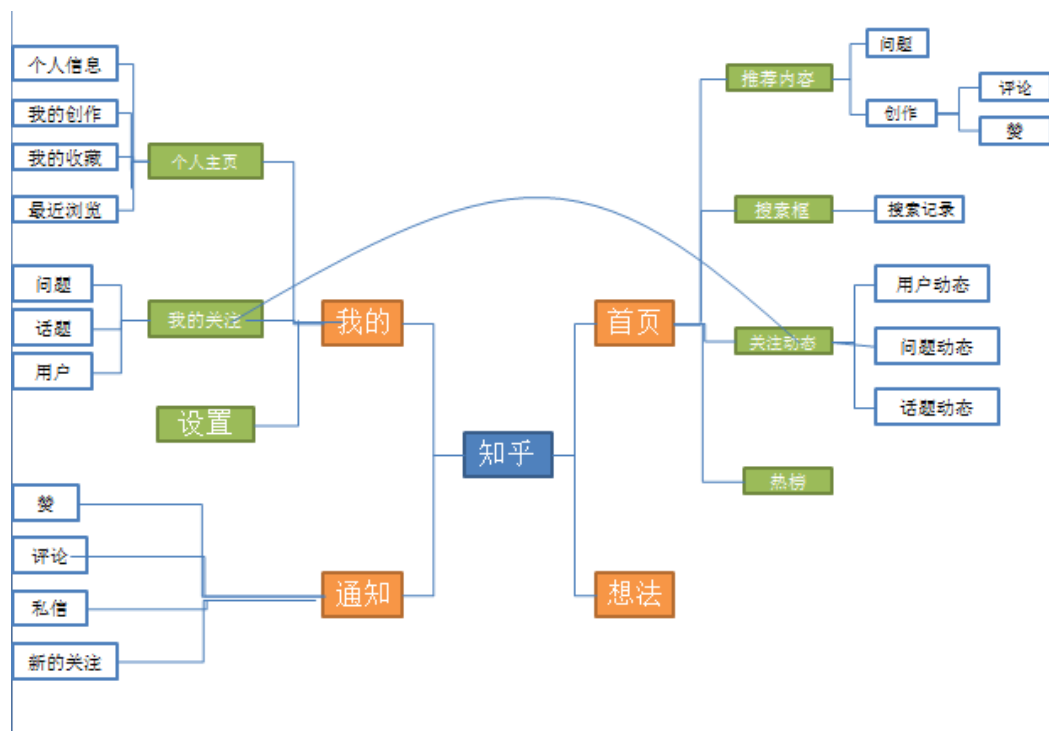 知乎
首页
推荐内容
问题
创作
评论
赞
搜索框
搜索记录
关注动态
用户动态
问题动态
话题动态
热榜
想法
我的
个人主页
个人信息
我的创作
我的收藏
最近浏览
我的关注
问题
话题
用户
设置
通知
赞
评论
私信
新的关注